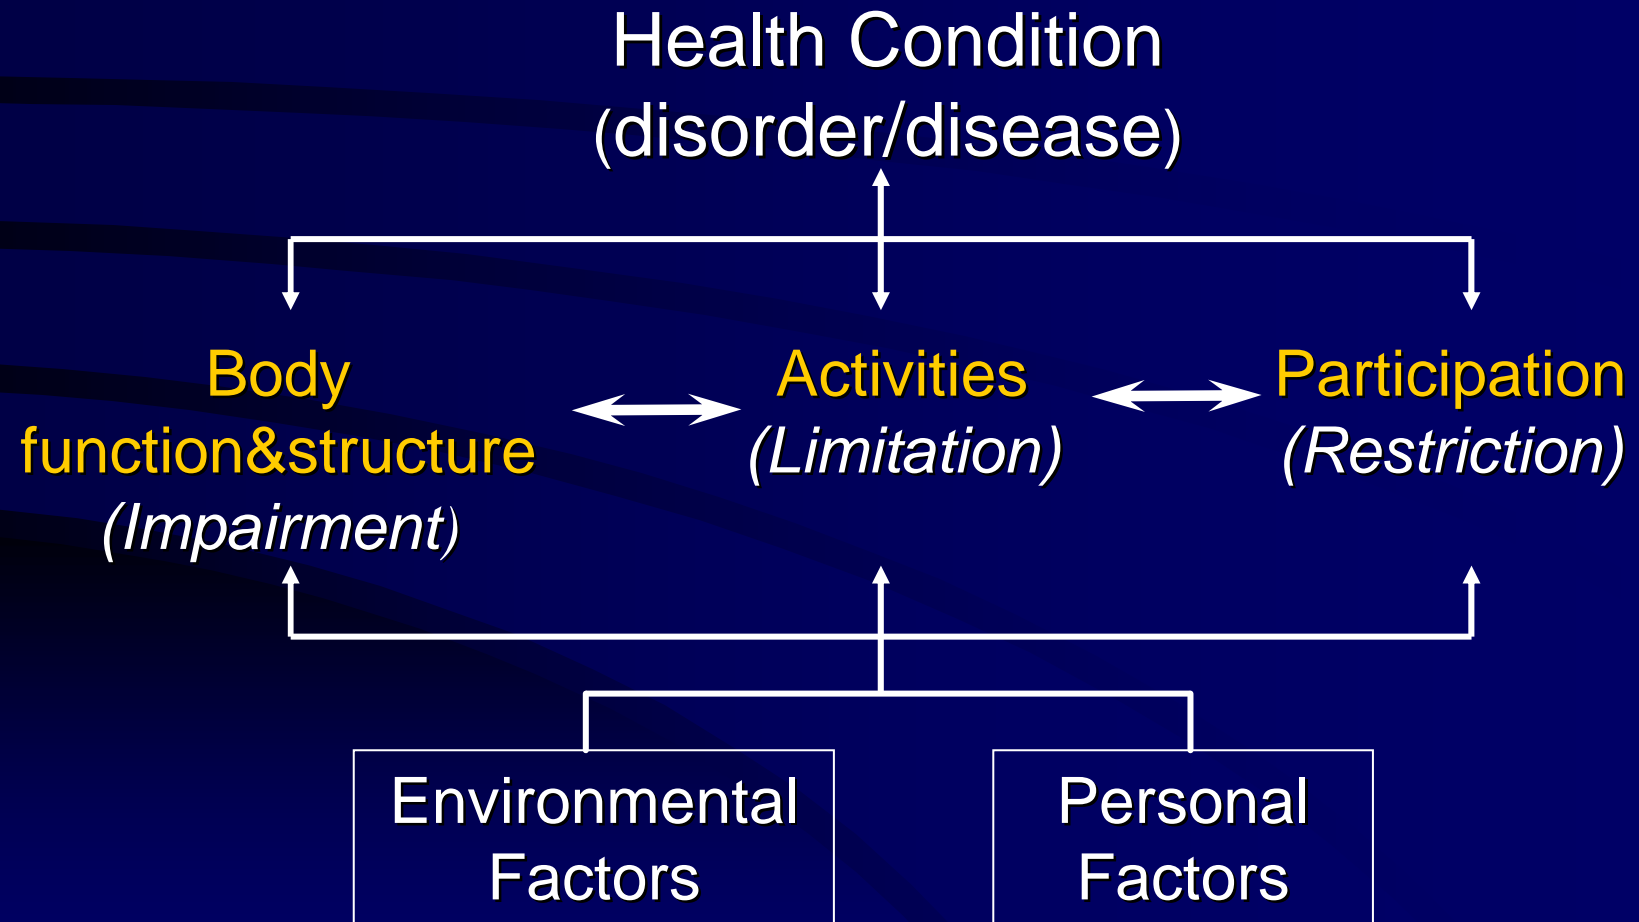 Health Condition
(disorder/disease)
Body
function&structure
(Impairment)
Activities
(Limitation)
Participation
(Restriction)
Environmental
Factors
Personal
Factors